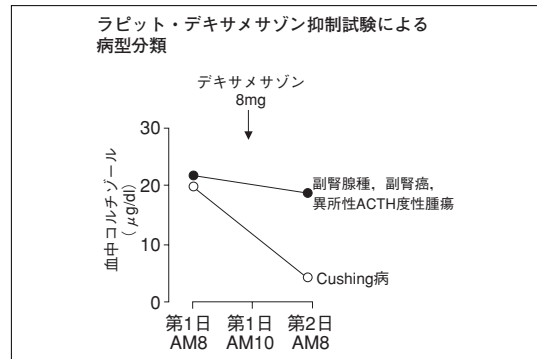 ラピット・デキサメサゾン抑制試験による
病型分類
デキサメサゾン
8mg
血中コルチゾール
(μg/dl)
30
20
10
0
副腎腺種，副腎癌，
異所性ACTH度性腫瘍
Cushing病
第1日
AM8
第1日
AM10
第2日
AM8